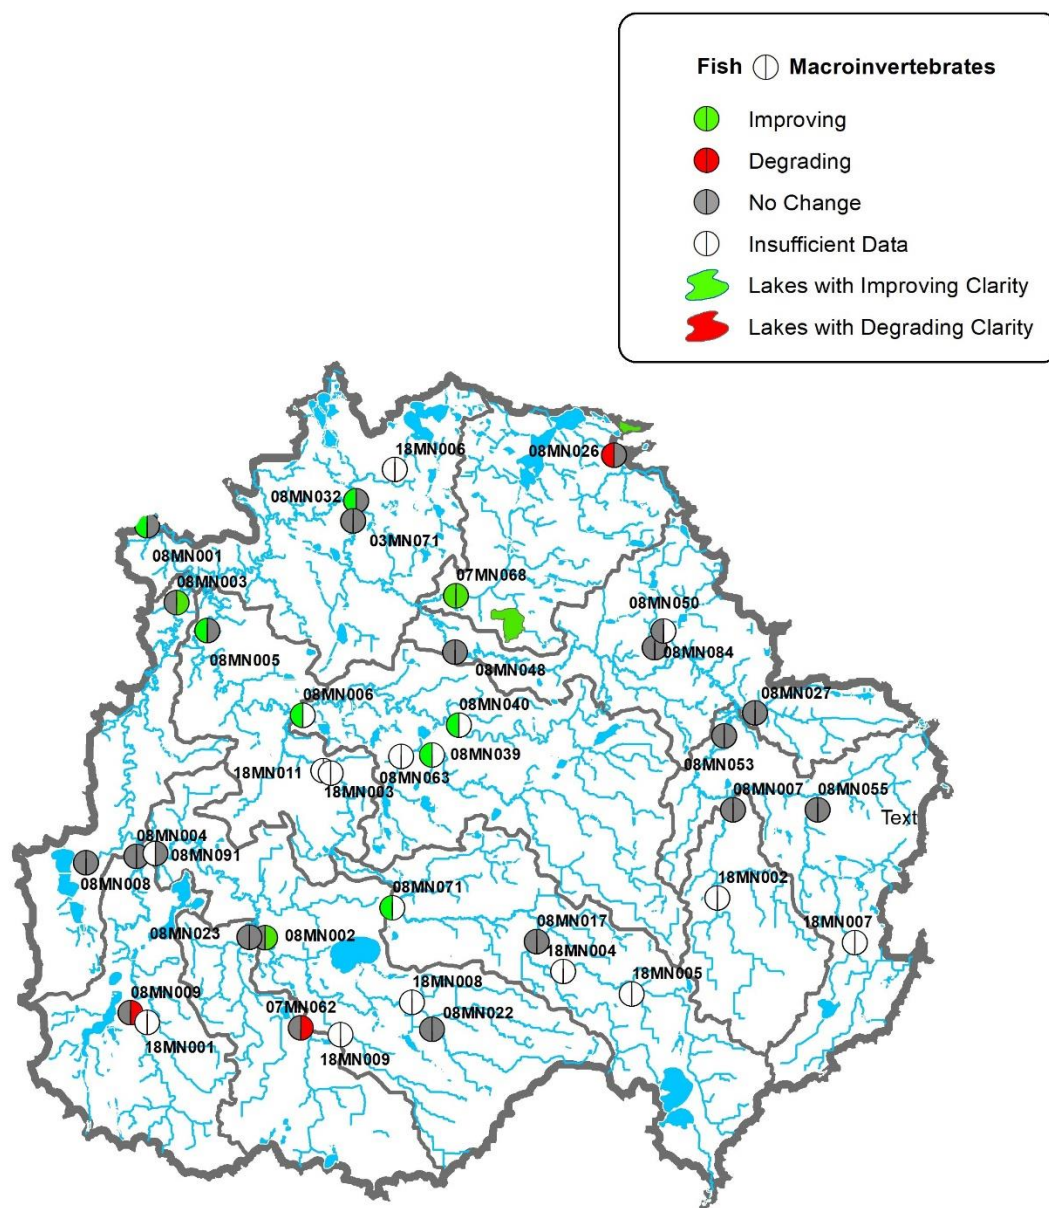 Fish Macroinvertebrates
Improving
Degrading
No Change
Insufficient Data
Lakes with Improving Clarity
Lakes with Degrading Clarity
18MN006
08MN026
08MN032
03MN071
08MN001
08MN003
07MN068
08MN050
08MN005
08MN048
08MN084
08MN006
08MN040
08MN027
08MN039
08MN053
18MN011
08MN063
18MN003
08MN007
08MN055
Text
08MN004
08MN091
08MN008
08MN071
18MN002
08MN017
18MN007
08MN023
08MN002
18MN004
18MN005
18MN008
08MN009
07MN062
08MN022
18MN001
18MN009